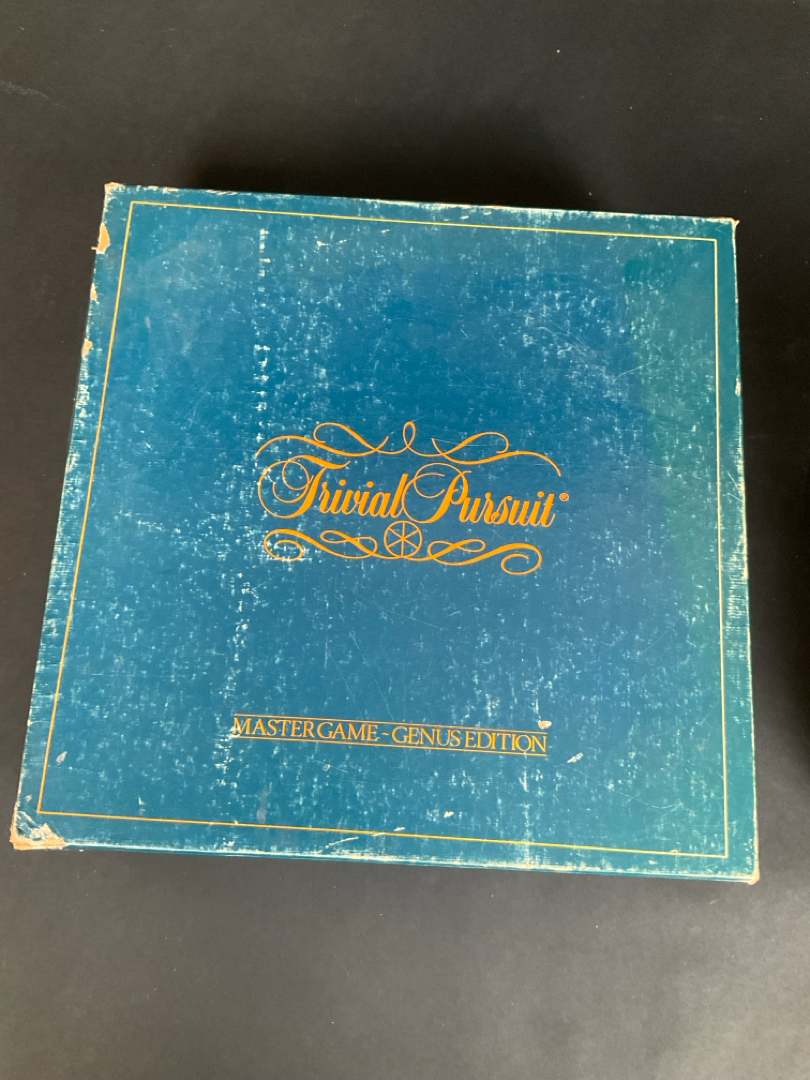 Trivial Pursuit®
MASTER GAME ~ GENUS EDITION